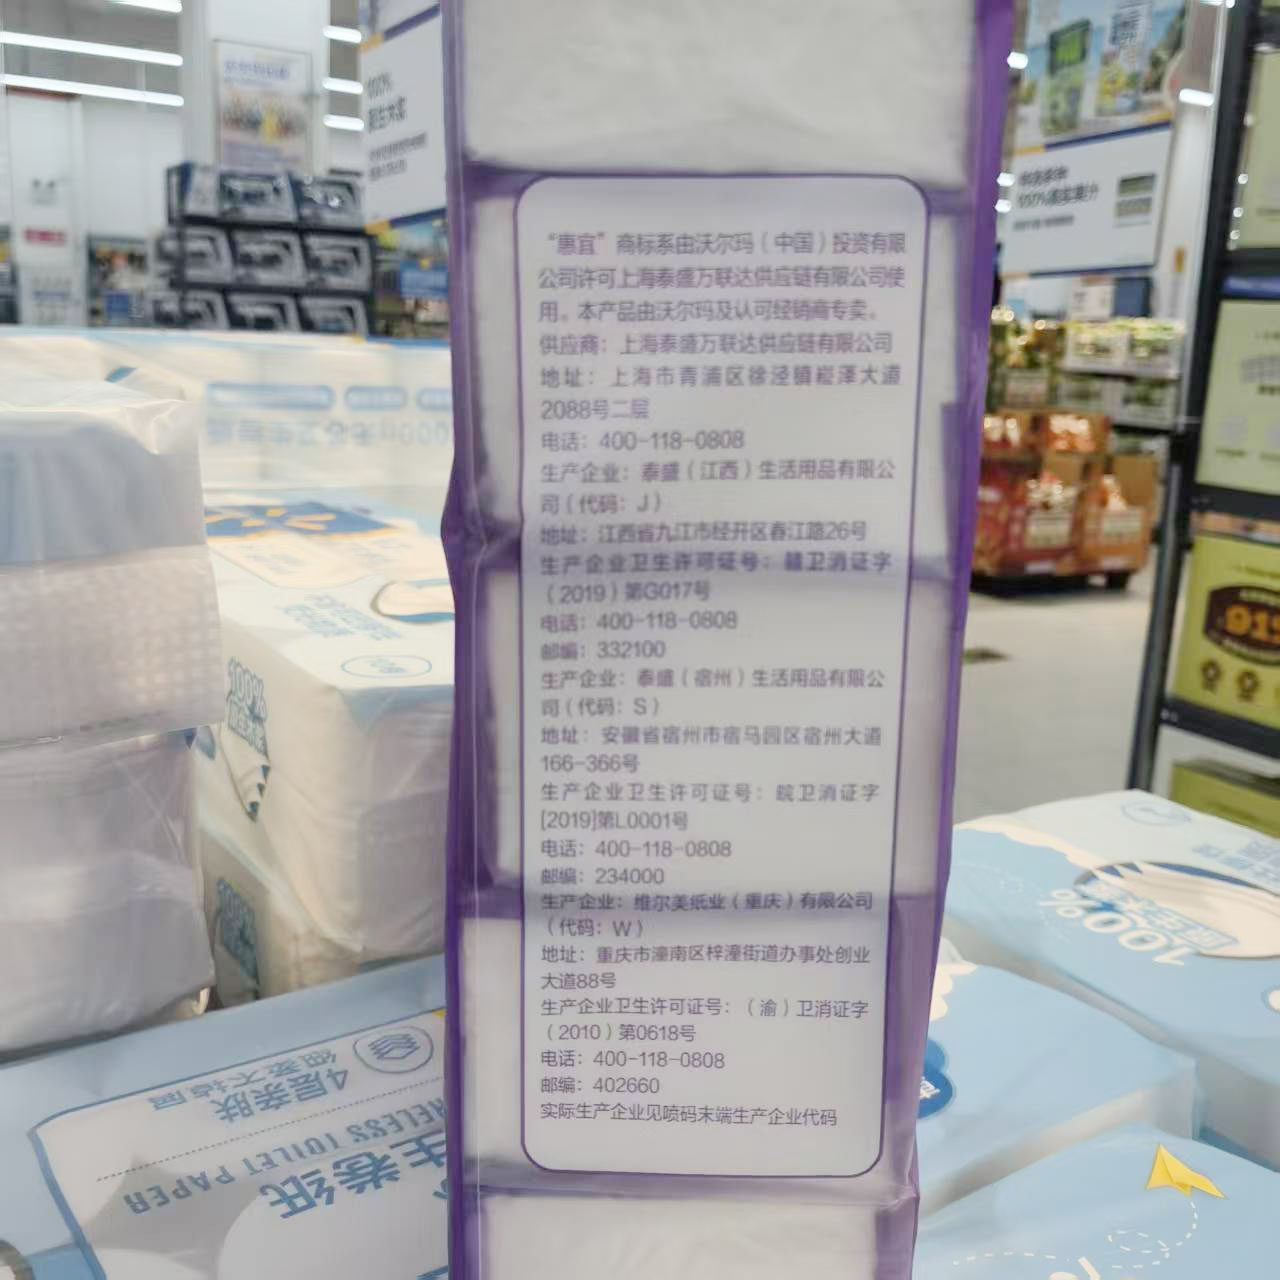 “惠宜”商标系由沃尔玛（中国）投资有限
公司许可上海泰盛万联达供应链有限公司使
用。本产品由沃尔玛及认可经销商专卖。
供应商：上海泰盛万联达供应链有限公司
地址：上海市青浦区徐泾镇崧泽大道
2088号二层
电话：400-118-0808
生产企业：泰盛（江西）生活用品有限公
司（代码：J）
地址：江西省九江市经开区春江路26号
生产企业卫生许可证号：赣卫消证字
（2019）第G017号
电话：400-118-0808
邮编：332100
生产企业：泰盛（宿州）生活用品有限公
司（代码：S）
地址：安徽省宿州市宿马园区宿州大道
166-366号
生产企业卫生许可证号：皖卫消证字
[2019]第L0001号
电话：400-118-0808
邮编：234000
生产企业：维尔美纸业（重庆）有限公司
（代码：W）
地址：重庆市潼南区梓潼街道办事处创业
大道88号
生产企业卫生许可证号：（渝）卫消证字
（2010）第0618号
电话：400-118-0808
邮编：402660
实际生产企业见喷码末端生产企业代码
4层亲肤
细柔不掉屑
RELESS TOILET PAPER
卷纸
100%
100%